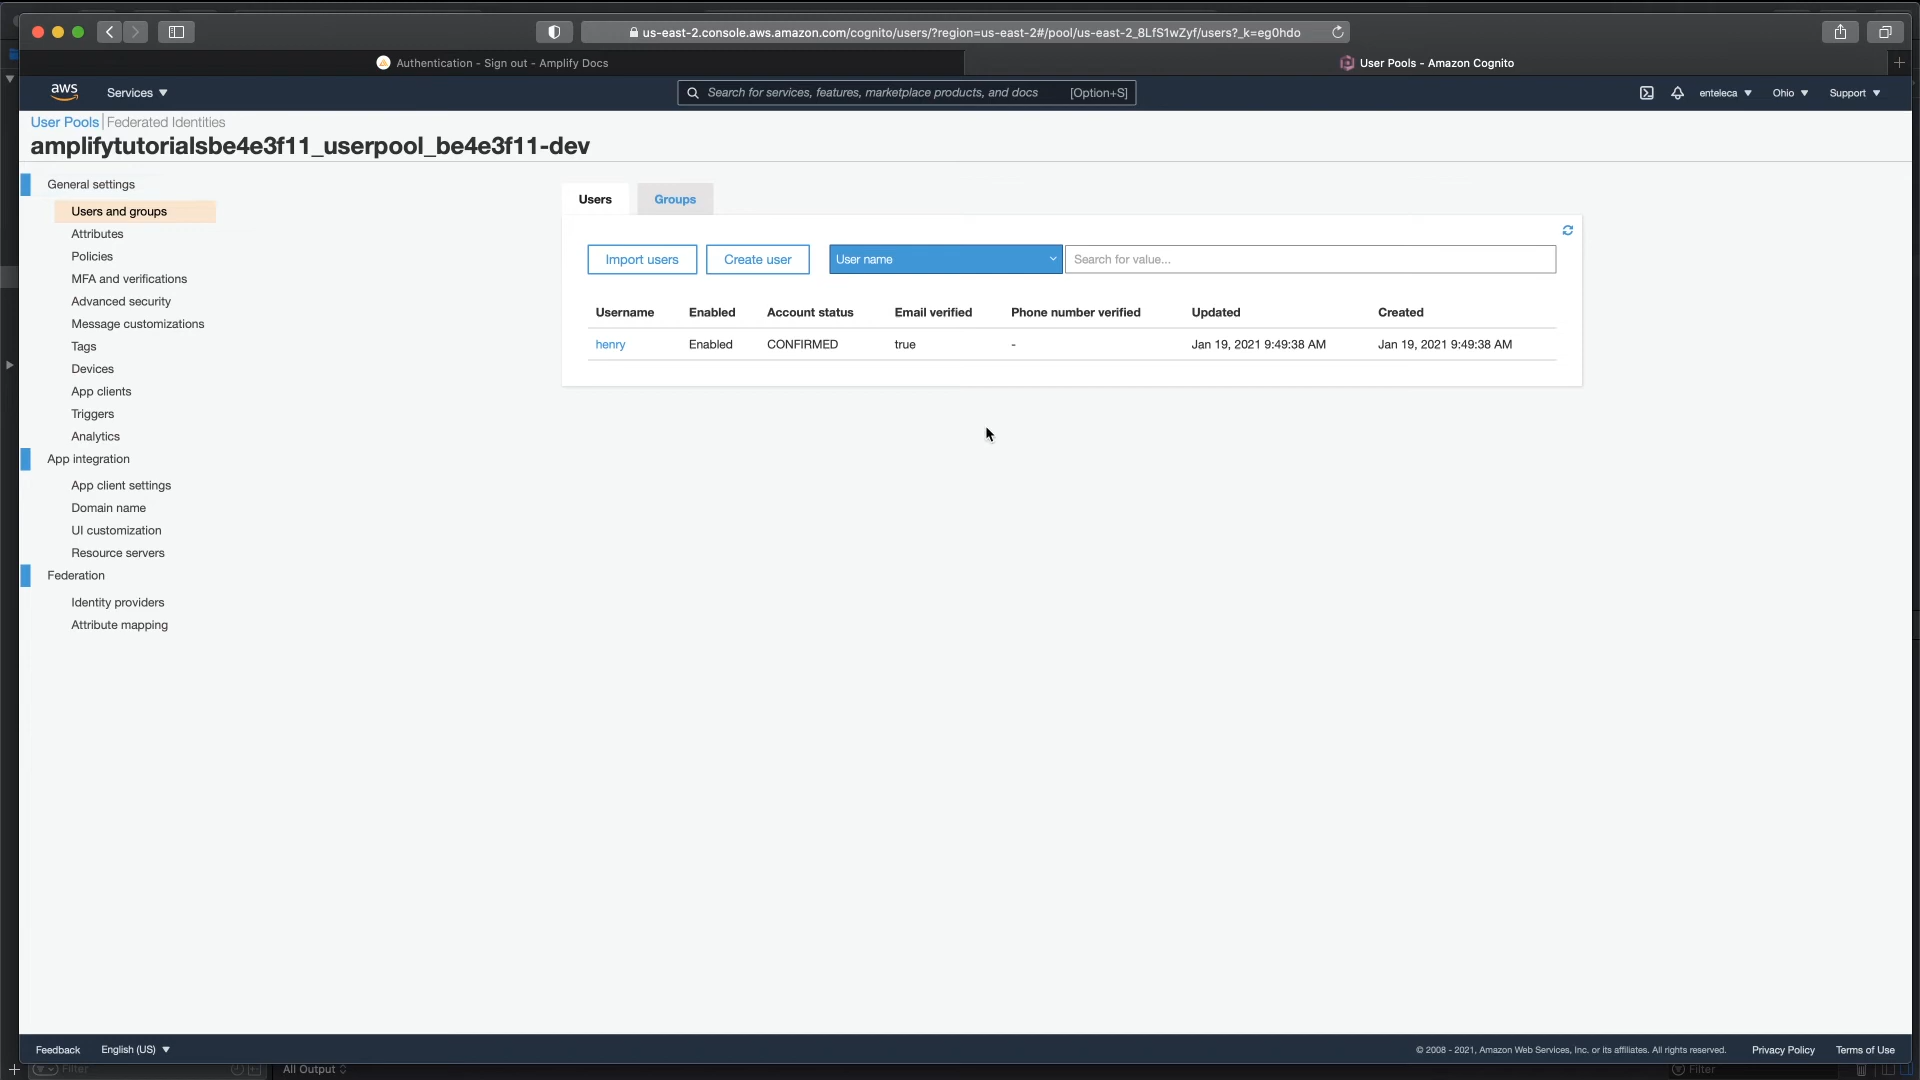 us-east-2.console.aws.amazon.com/cognito/users/?region=us-east-2#/pool/us-east-2_8LfS1wZyf/users?_k=eg0hdo
Authentication - Sign out - Amplify Docs
User Pools - Amazon Cognito
aws
Services
Search for services, features, marketplace products, and docs [Option+S]
enteleca
Ohio
Support
User Pools | Federated Identities
amplifytutorialsbe4e3f11_userpool_be4e3f11-dev
General settings
Users and groups
Attributes
Policies
MFA and verifications
Advanced security
Message customizations
Tags
Devices
App clients
Triggers
Analytics
App integration
App client settings
Domain name
UI customization
Resource servers
Federation
Identity providers
Attribute mapping
Users Groups
Import users Create user User name Search for value...
Username Enabled Account status Email verified Phone number verified Updated Created
henry Enabled CONFIRMED true - Jan 19, 2021 9:49:38 AM Jan 19, 2021 9:49:38 AM
Feedback English (US) © 2008 - 2021, Amazon Web Services, Inc. or its affiliates. All rights reserved. Privacy Policy Terms of Use
Filter All Output Filter